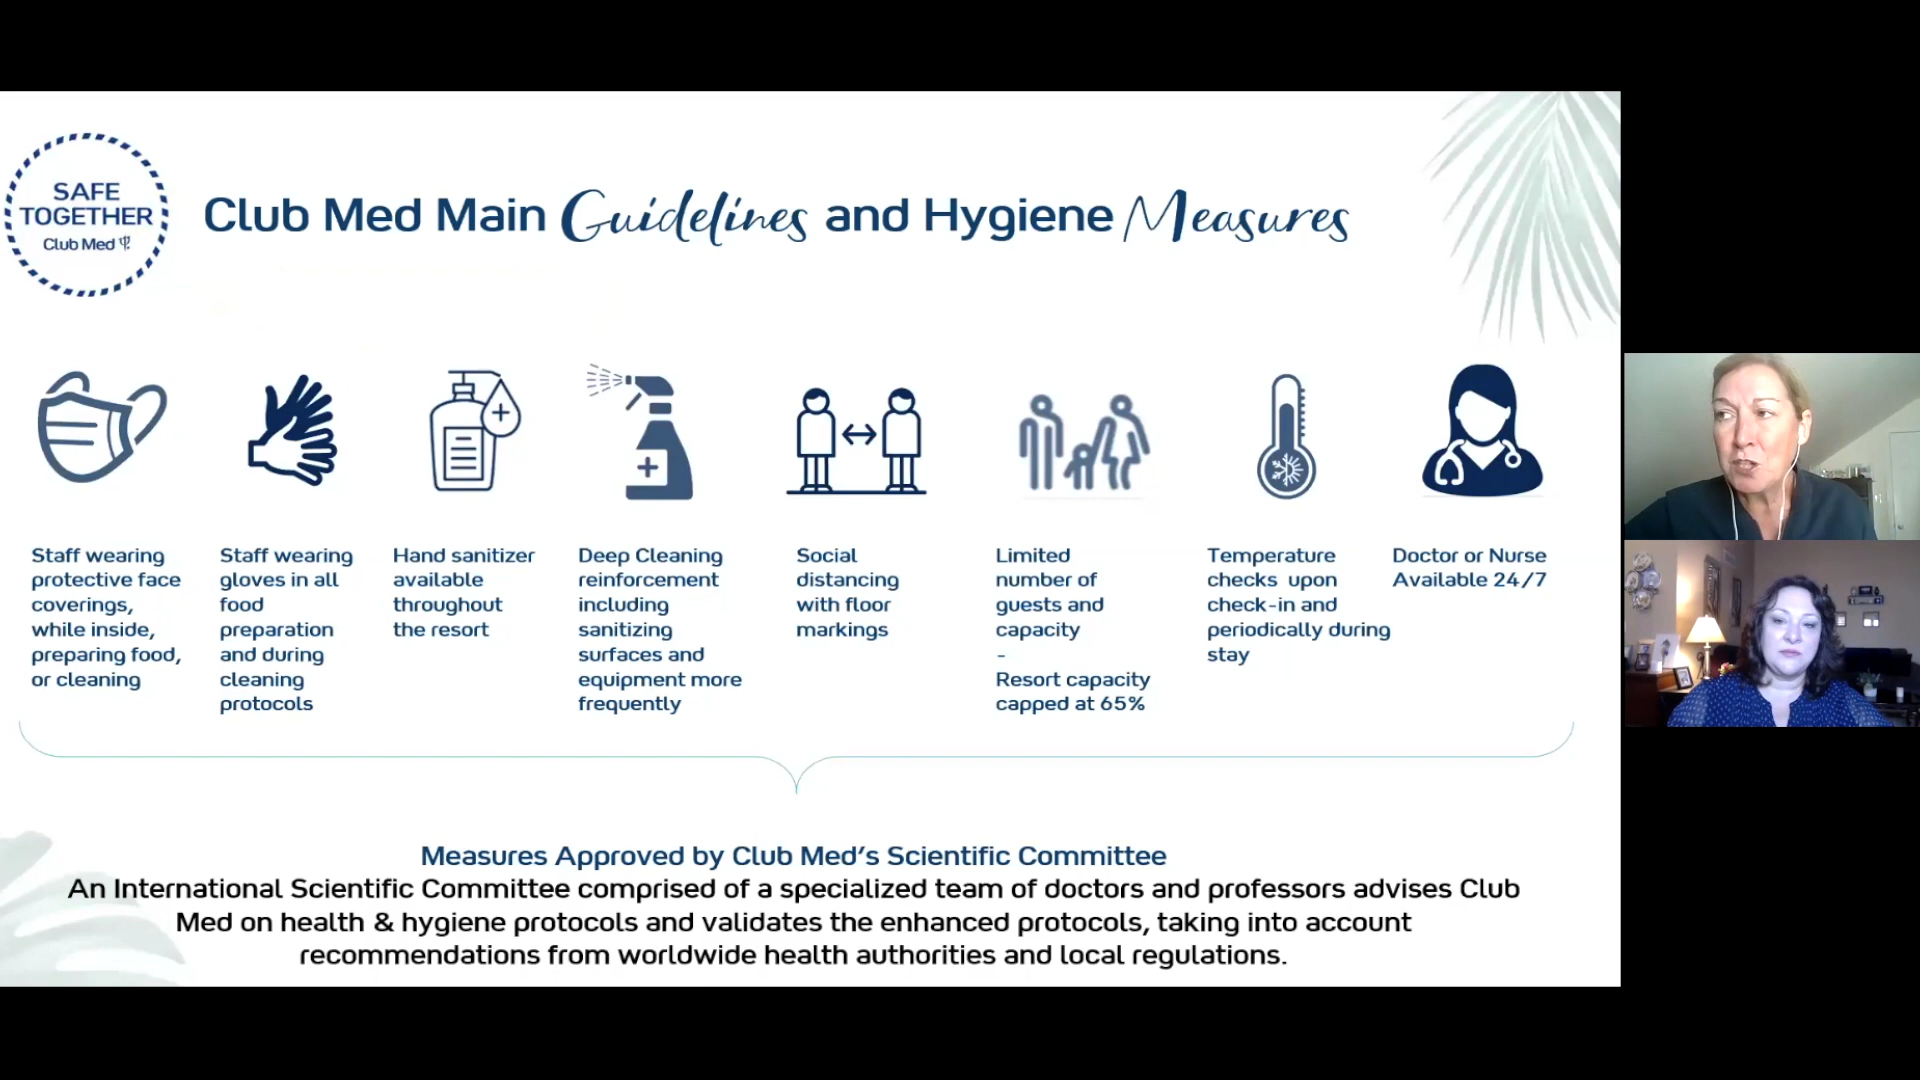 SAFE
TOGETHER
Club Med
Club Med Main Guidelines and Hygiene Measures
Staff wearing
protective face
coverings,
while inside,
preparing food,
or cleaning
Staff wearing
gloves in all
food
preparation
and during
cleaning
protocols
Hand sanitizer
available
throughout
the resort
Deep Cleaning
reinforcement
including
sanitizing
surfaces and
equipment more
frequently
Social
distancing
with floor
markings
Limited
number of
guests and
capacity
-
Resort capacity
capped at 65%
Temperature
checks upon
check-in and
periodically during
stay
Doctor or Nurse
Available 24/7
Measures Approved by Club Med's Scientific Committee
An International Scientific Committee comprised of a specialized team of doctors and professors advises Club
Med on health & hygiene protocols and validates the enhanced protocols, taking into account
recommendations from worldwide health authorities and local regulations.